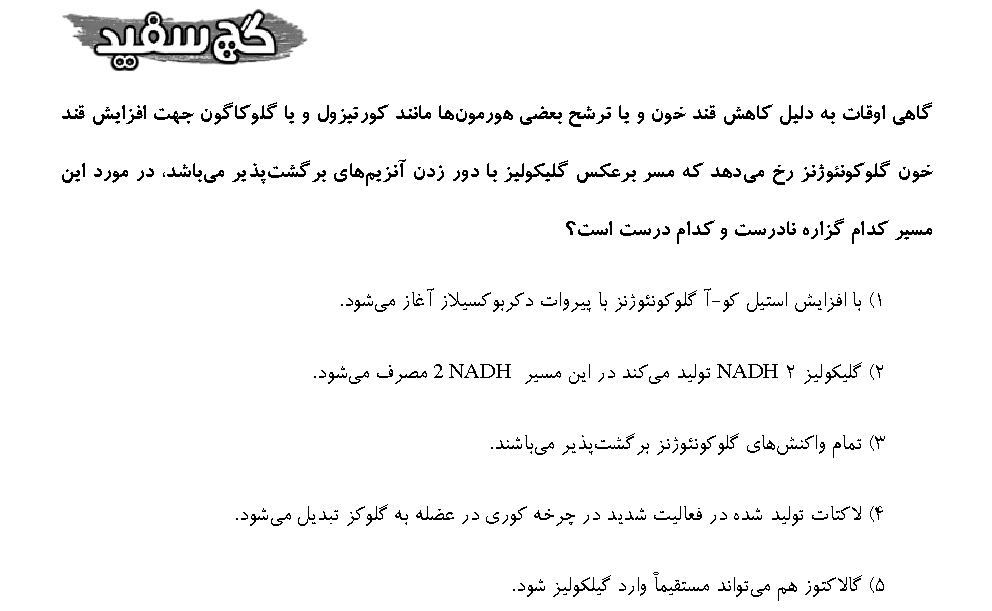 گچ سفید
گاهی اوقات به دلیل کاهش قند خون و یا ترشح بعضی هورمون‌ها مانند کورتیزول و یا گلوکاگون جهت افزایش قند
خون گلوکونئوژنز رخ می‌دهد که مسر برعکس گلیکولیز با دور زدن آنزیم‌های برگشت‌پذیر می‌باشد، در مورد این
مسیر کدام گزاره نادرست و کدام درست است؟
۱) با افزایش استیل کو-آ گلوکونئوژنز با پیروات دکربوکسیلاز آغاز می‌شود.
۲) گلیکولیز ۲ NADH تولید می‌کند در این مسیر 2 NADH مصرف می‌شود.
۳) تمام واکنش‌های گلوکونئوژنز برگشت‌پذیر می‌باشند.
۴) لاکتات تولید شده در فعالیت شدید در چرخه کوری در عضله به گلوکز تبدیل می‌شود.
۵) گالاکتوز هم می‌تواند مستقیماً وارد گیلکولیز شود.